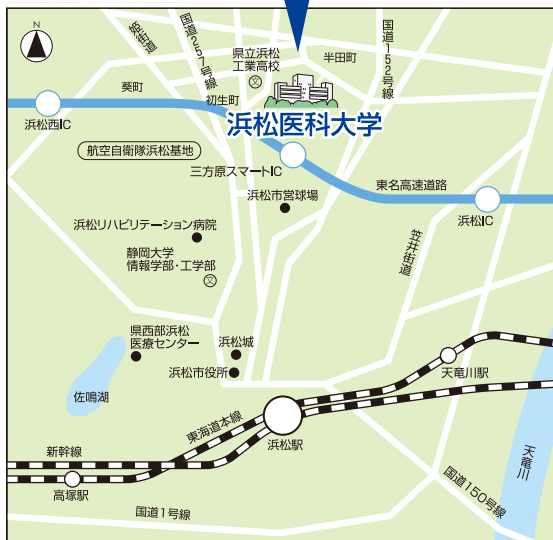 N
姫街道
国道257号線
県立浜松
工業高校
文
半田町
国道152号線
葵町
初生町
浜松医科大学
浜松西IC
航空自衛隊浜松基地
三方原スマートIC
東名高速道路
浜松IC
浜松市営球場
浜松リハビリテーション病院
笠井街道
静岡大学
情報学部・工学部
文
県西部浜松
医療センター
浜松城
浜松市役所
天竜川駅
佐鳴湖
東海道本線
浜松駅
新幹線
高塚駅
国道1号線
国道150号線
天竜川